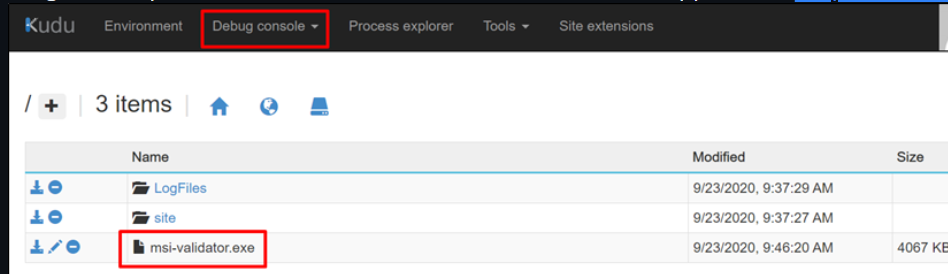 Kudu Environment Debug console Process explorer Tools Site extensions
/ + 3 items
Name Modified Size
LogFiles 9/23/2020, 9:37:29 AM
site 9/23/2020, 9:37:27 AM
msi-validator.exe 9/23/2020, 9:46:20 AM 4067 KB